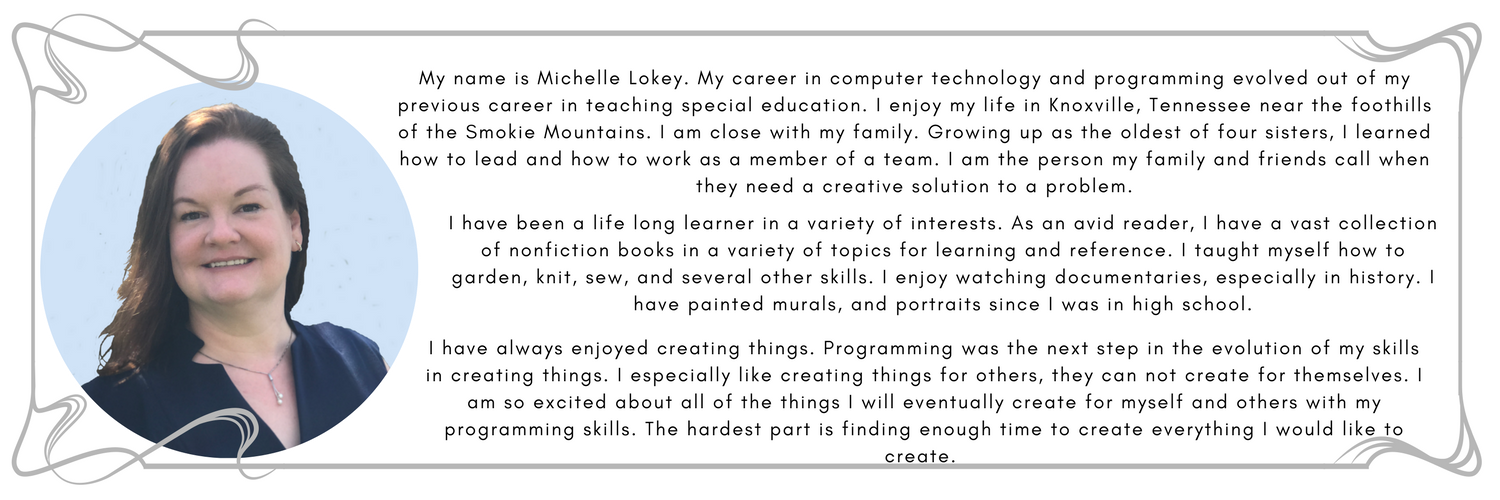 My name is Michelle Lokey. My career in computer technology and programming evolved out of my
previous career in teaching special education. I enjoy my life in Knoxville, Tennessee near the foothills
of the Smokie Mountains. I am close with my family. Growing up as the oldest of four sisters, I learned
how to lead and how to work as a member of a team. I am the person my family and friends call when
they need a creative solution to a problem.
I have been a life long learner in a variety of interests. As an avid reader, I have a vast collection
of nonfiction books in a variety of topics for learning and reference. I taught myself how to
garden, knit, sew, and several other skills. I enjoy watching documentaries, especially in history. I
have painted murals, and portraits since I was in high school.
I have always enjoyed creating things. Programming was the next step in the evolution of my skills
in creating things. I especially like creating things for others, they can not create for themselves. I
am so excited about all of the things I will eventually create for myself and others with my
programming skills. The hardest part is finding enough time to create everything I would like to
create.